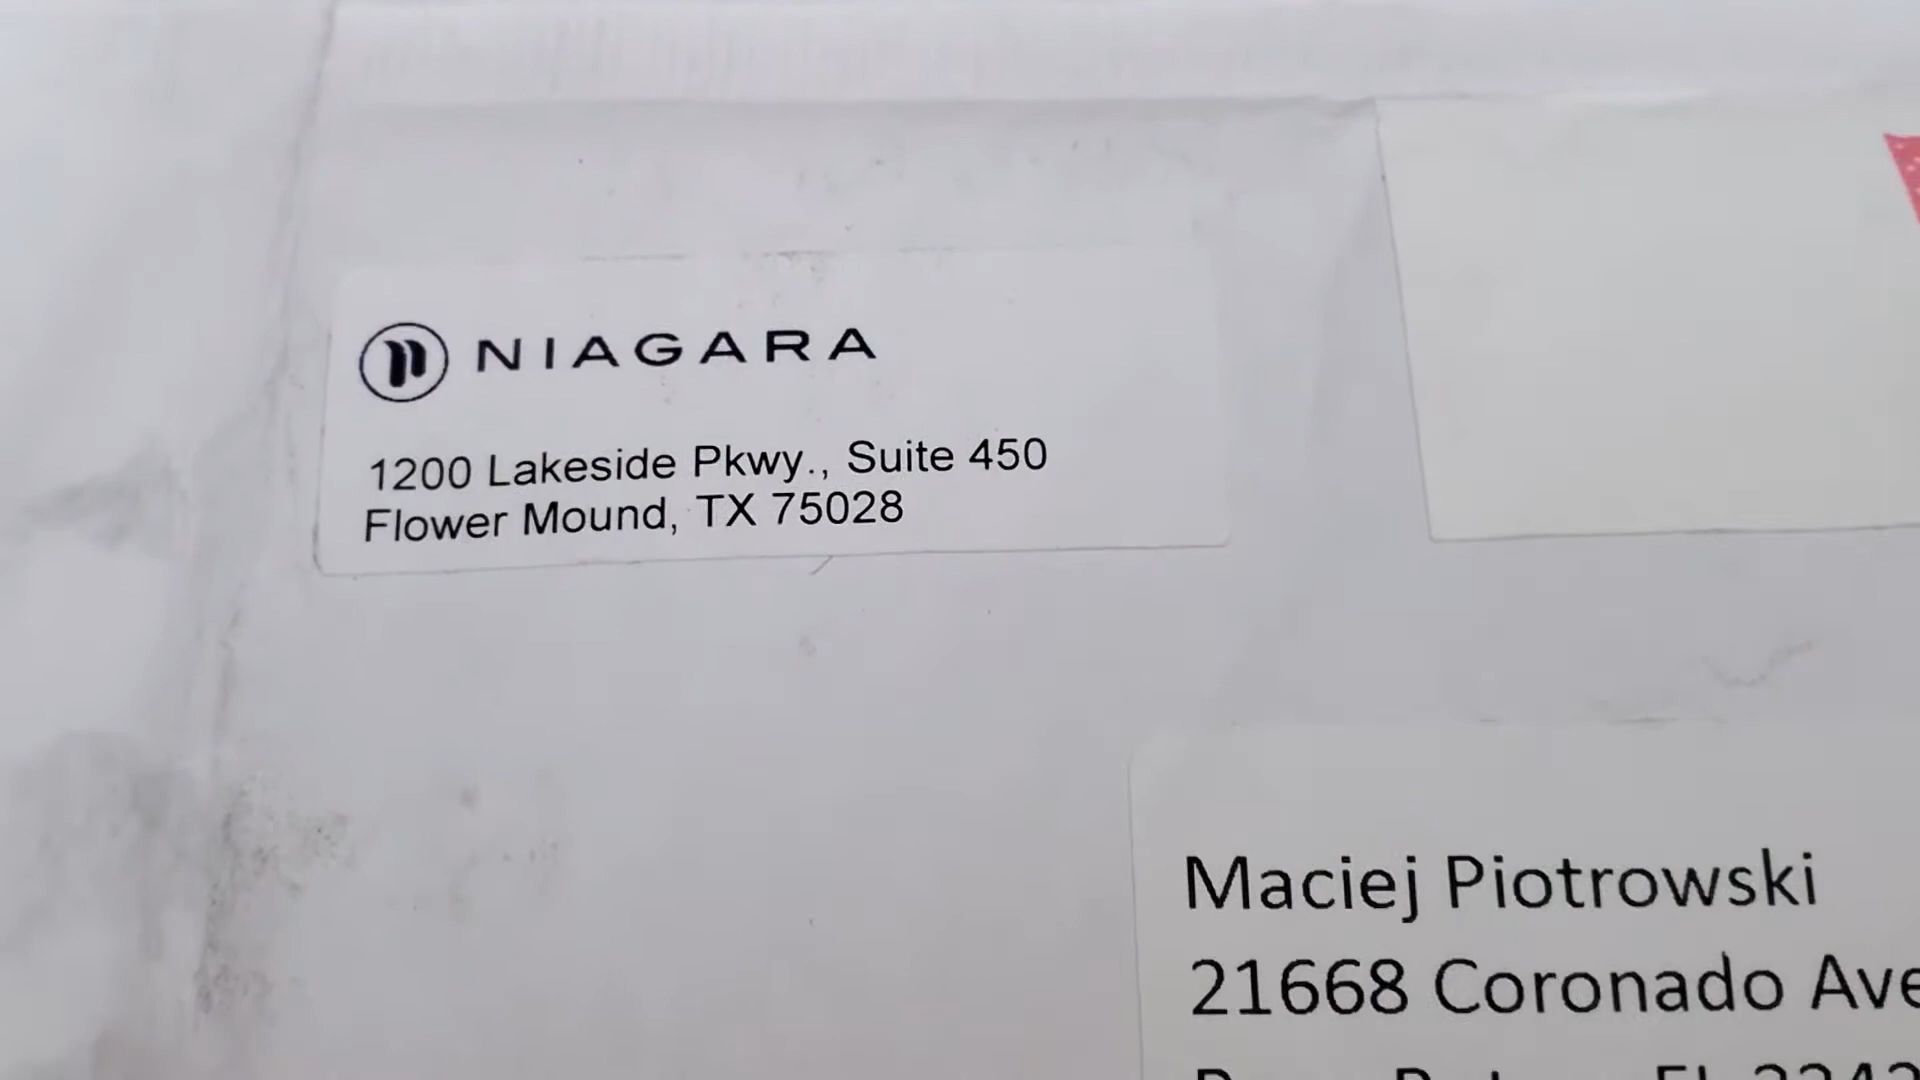 NIAGARA
1200 Lakeside Pkwy., Suite 450
Flower Mound, TX 75028
Maciej Piotrowski
21668 Coronado Ave